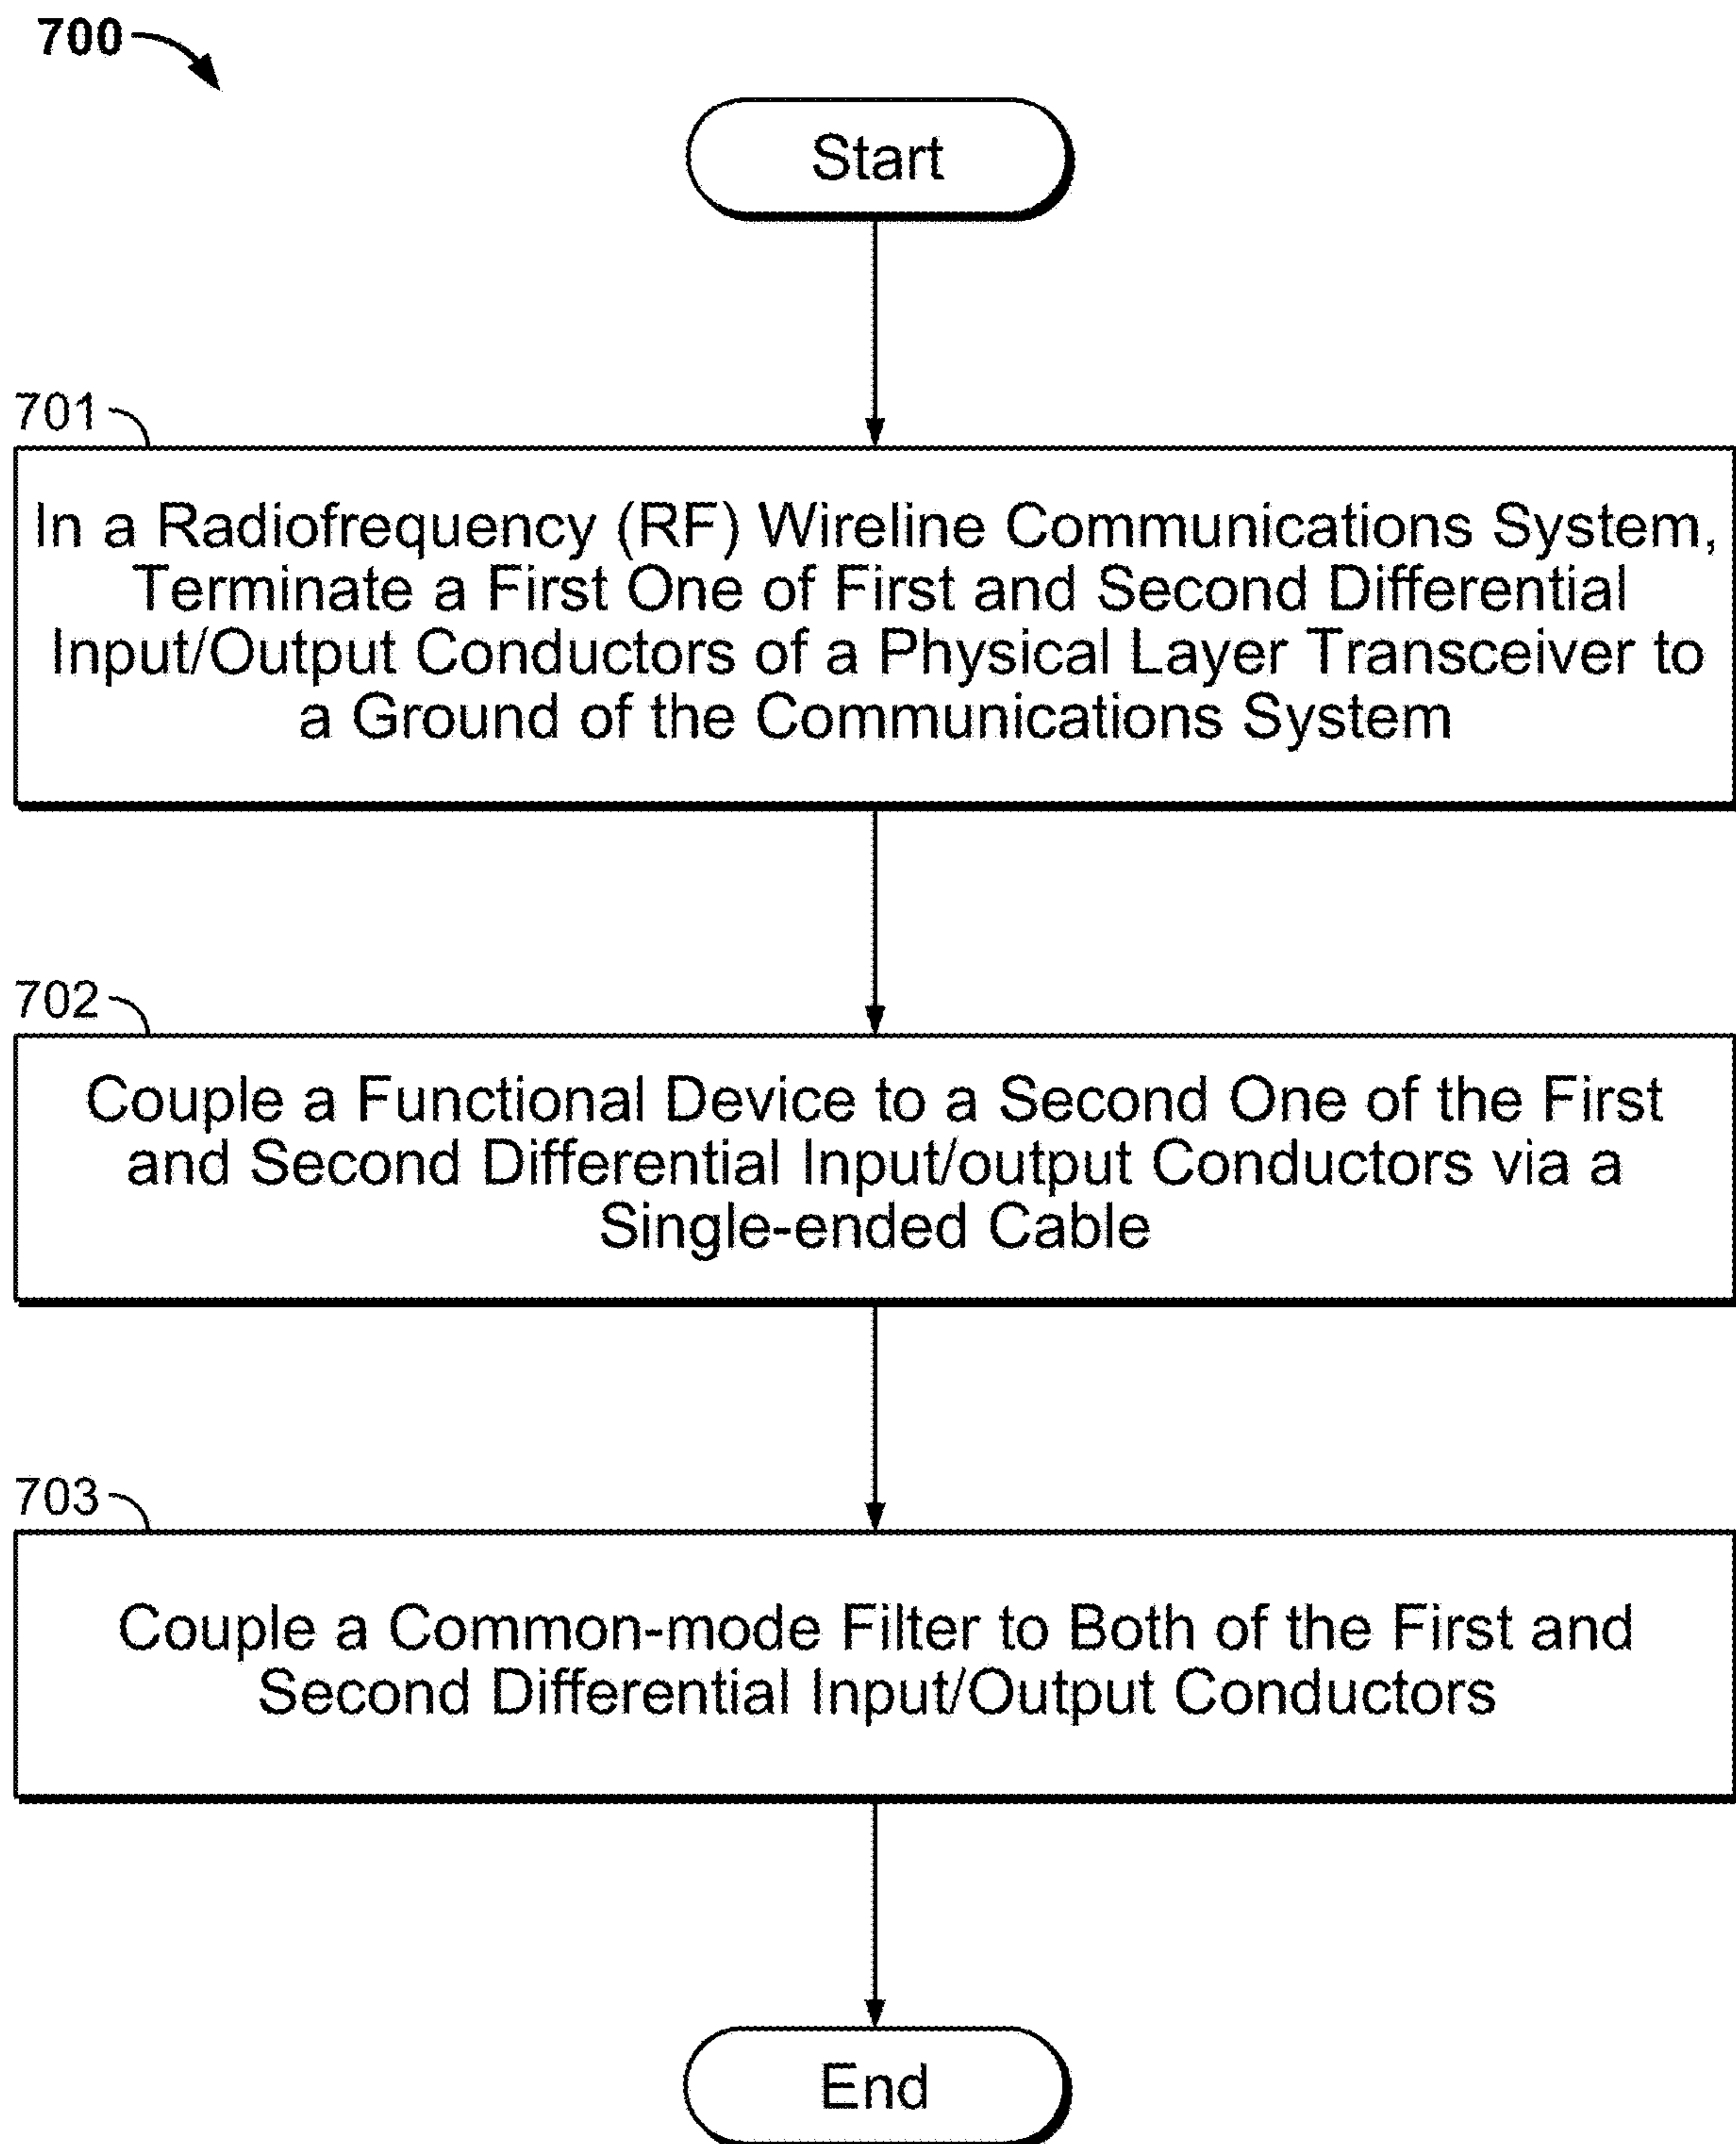 700
Start
701
In a Radiofrequency (RF) Wireline Communications System,
Terminate a First One of First and Second Differential
Input/Output Conductors of a Physical Layer Transceiver to
a Ground of the Communications System
702
Couple a Functional Device to a Second One of the First
and Second Differential Input/output Conductors via a
Single-ended Cable
703
Couple a Common-mode Filter to Both of the First and
Second Differential Input/Output Conductors
End